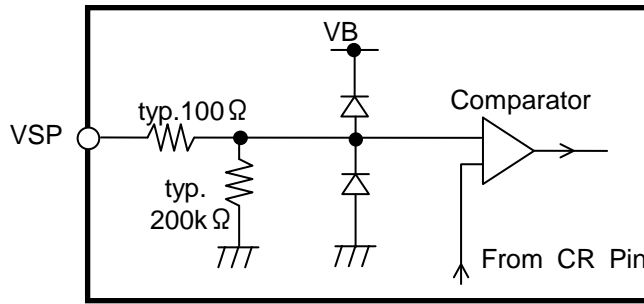 VB
typ.100Ω
Comparator
VSP
typ.
200kΩ
From CR Pin